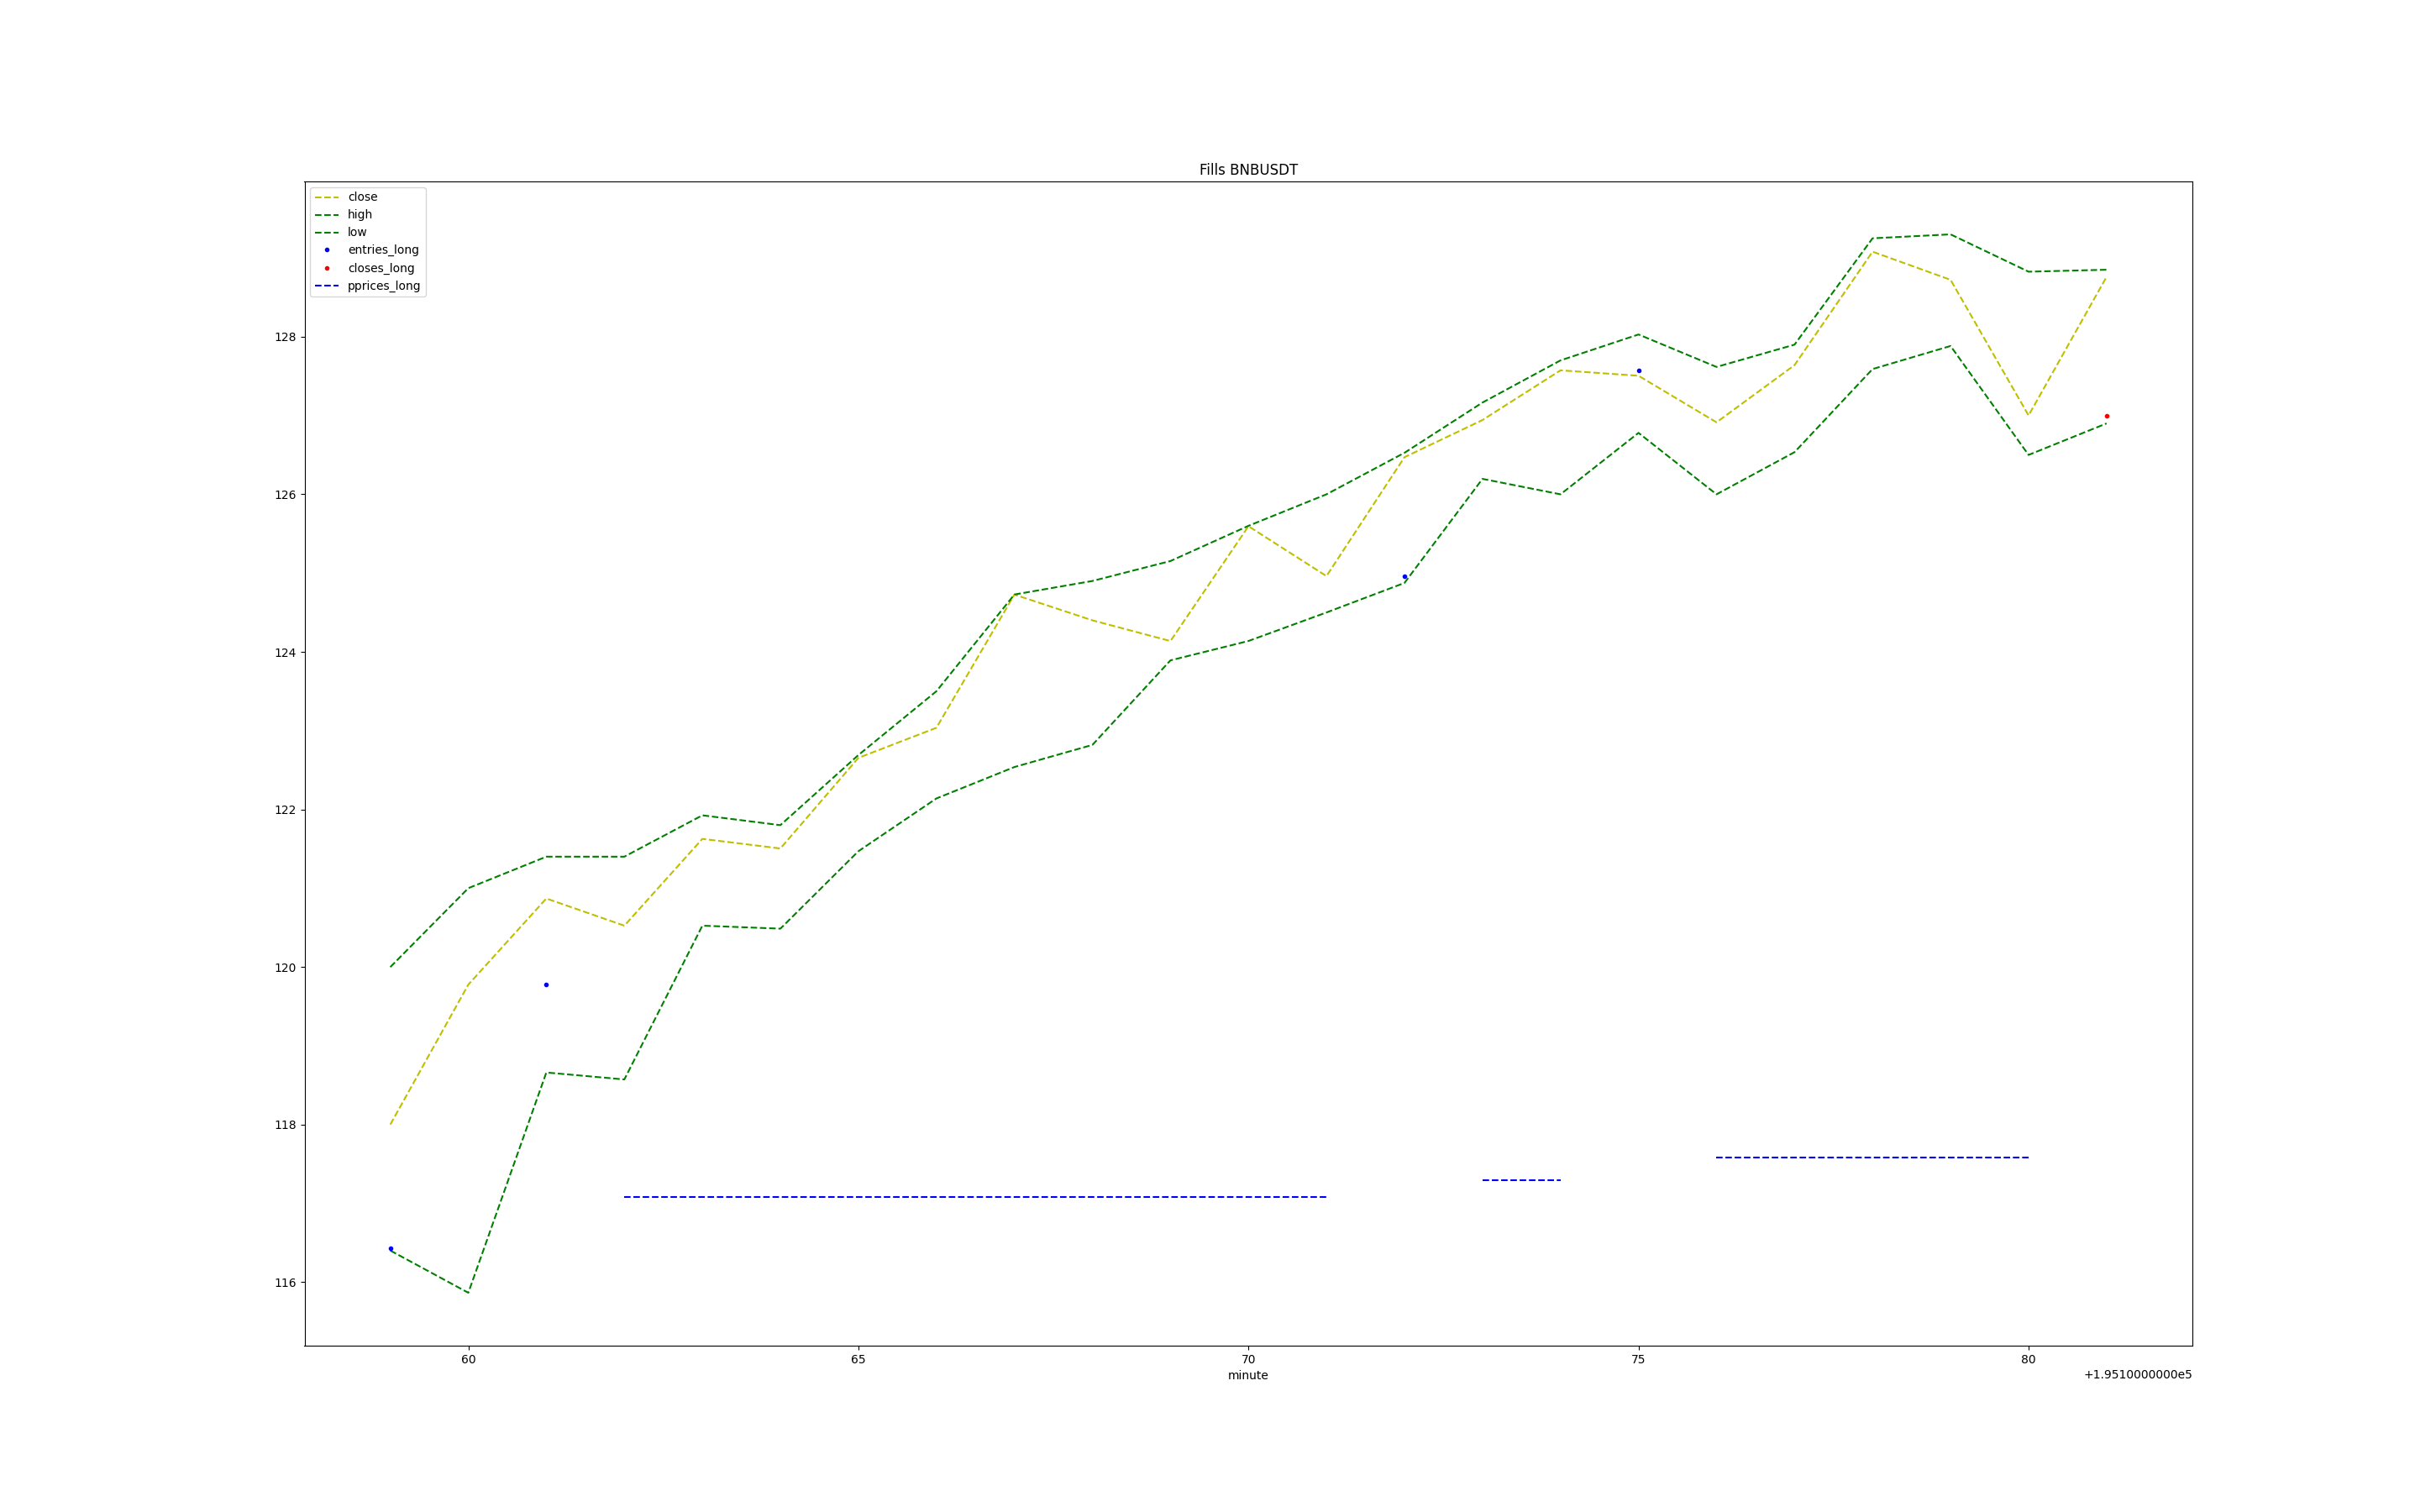 Fills BNBUSDT
close
high
low
entries_long
closes_long
pprices_long
128
126
124
122
120
118
116
60 65 70 75 80
minute
+1.9510000000e5